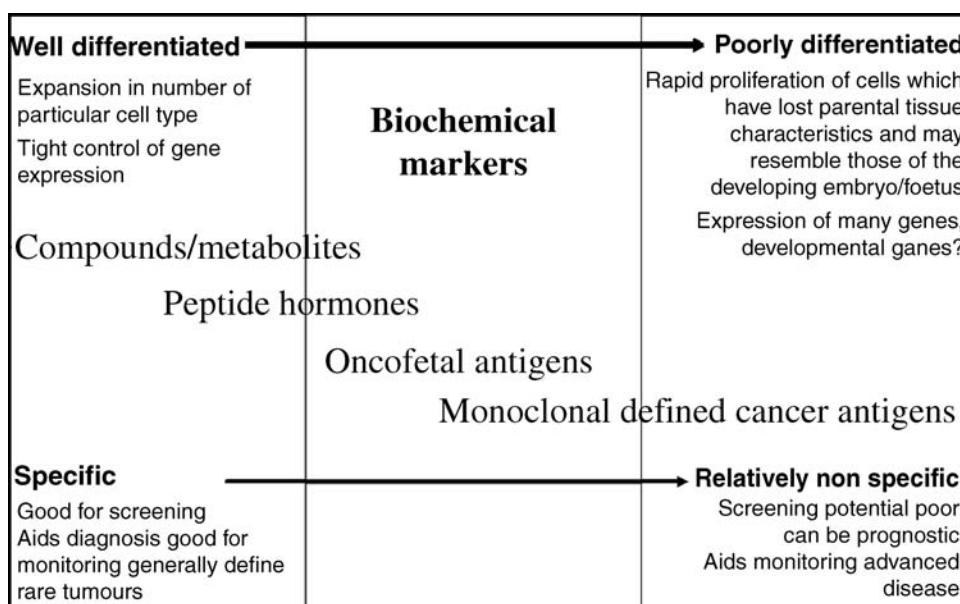 Well differentiated
Poorly differentiated
Expansion in number of
particular cell type
Tight control of gene
expression
Biochemical
markers
Rapid proliferation of cells which
have lost parental tissue
characteristics and may
resemble those of the
developing embryo/foetus
Expression of many genes,
developmental ganes?
Compounds/metabolites
Peptide hormones
Oncofetal antigens
Monoclonal defined cancer antigens
Specific
Relatively non specific
Good for screening
Aids diagnosis good for
monitoring generally define
rare tumours
Screening potential poor
can be prognostic
Aids monitoring advanced
disease